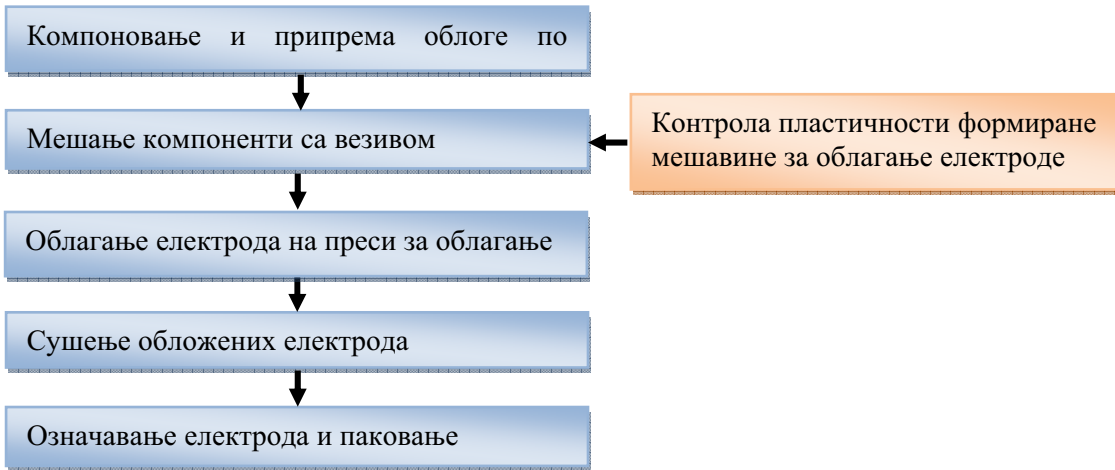 Компоновање и припрема облоге по
Мешање компоненти са везивом
Контрола пластичности формиране
мешавине за облагање електроде
Облагање електрода на преси за облагање
Сушење обложених електрода
Означавање електрода и паковање